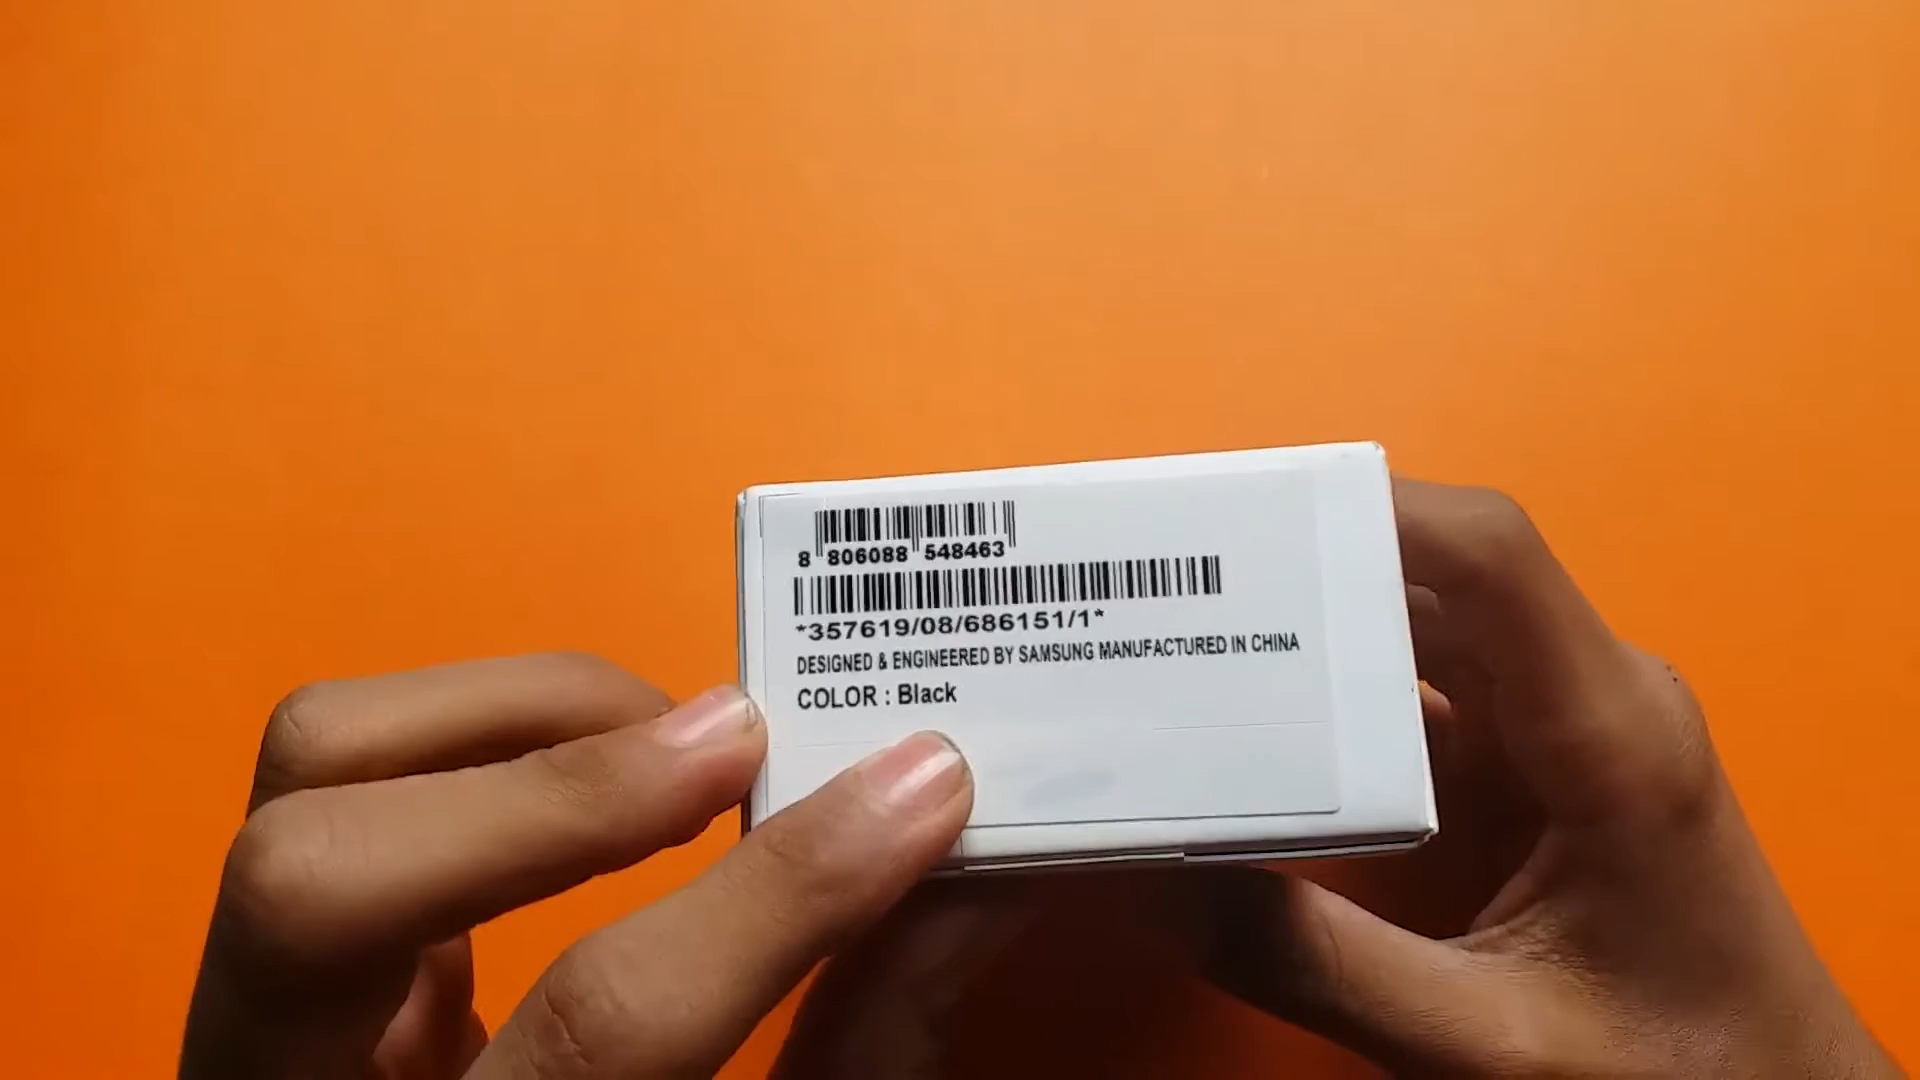 8 806088 548463
*357619/08/686151/1*
DESIGNED & ENGINEERED BY SAMSUNG MANUFACTURED IN CHINA
COLOR : Black